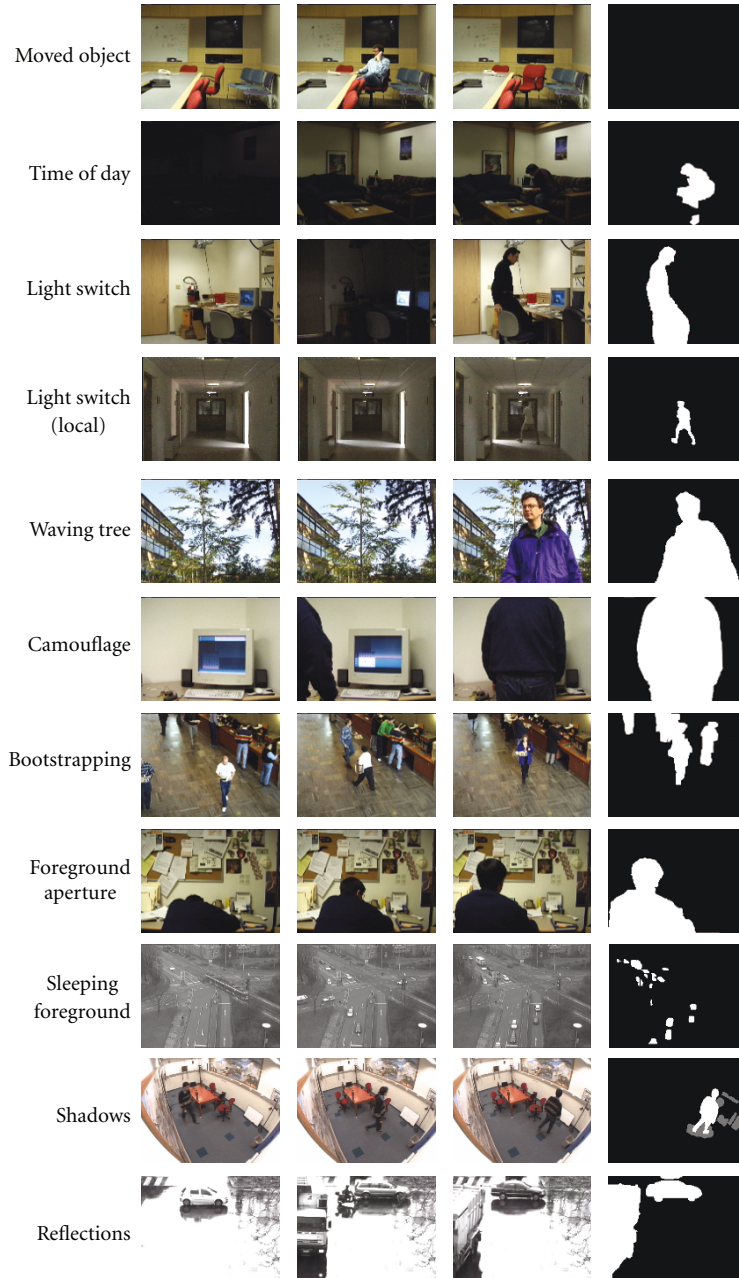 Moved object
Time of day
Light switch
Light switch
(local)
Waving tree
Camouflage
Bootstrapping
Foreground
aperture
Sleeping
foreground
Shadows
Reflections